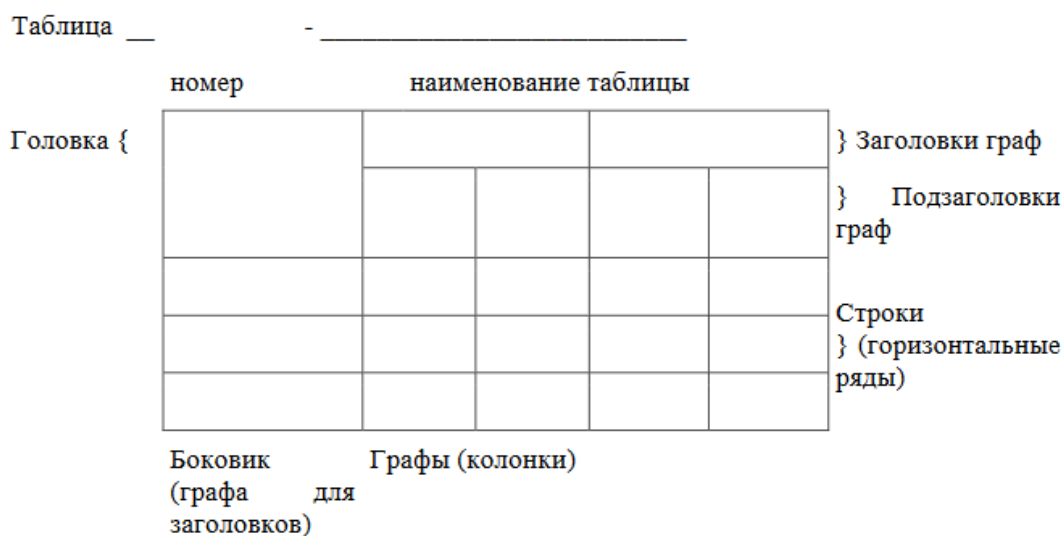 Таблица __ - __________________________
номер наименование таблицы
Головка { } Заголовки граф
} Подзаголовки
граф
Строки
} (горизонтальные
ряды)
Боковик Графы (колонки)
(графа для
заголовков)